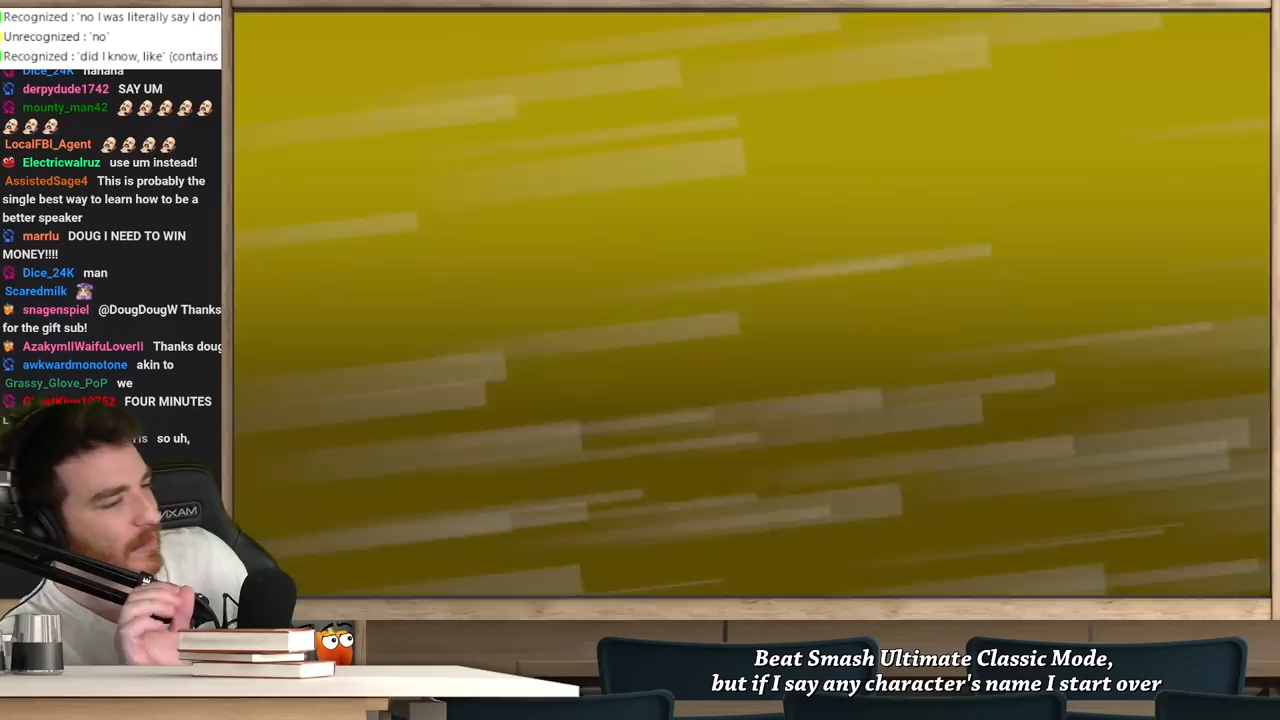 Recognized : 'no I was literally say I don
Unrecognized : 'no'
Recognized : 'did I know, like' (contains
Dice_24K hahaha
derpydude1742 SAY UM
mounty_man42
LocalFBI_Agent
Electricwalruz use um instead!
AssistedSage4 This is probably the
single best way to learn how to be a
better speaker
marrlu DOUG I NEED TO WIN
MONEY!!!!
Dice_24K man
Scaredmilk
snagenspiel @DougDougW Thanks
for the gift sub!
AzakymIIWaifuLoverII Thanks doug
awkwardmonotone akin to
Grassy_Glove_PoP we
FOUR MINUTES
L
so uh,
MAX
Beat Smash Ultimate Classic Mode,
but if I say any character's name I start over